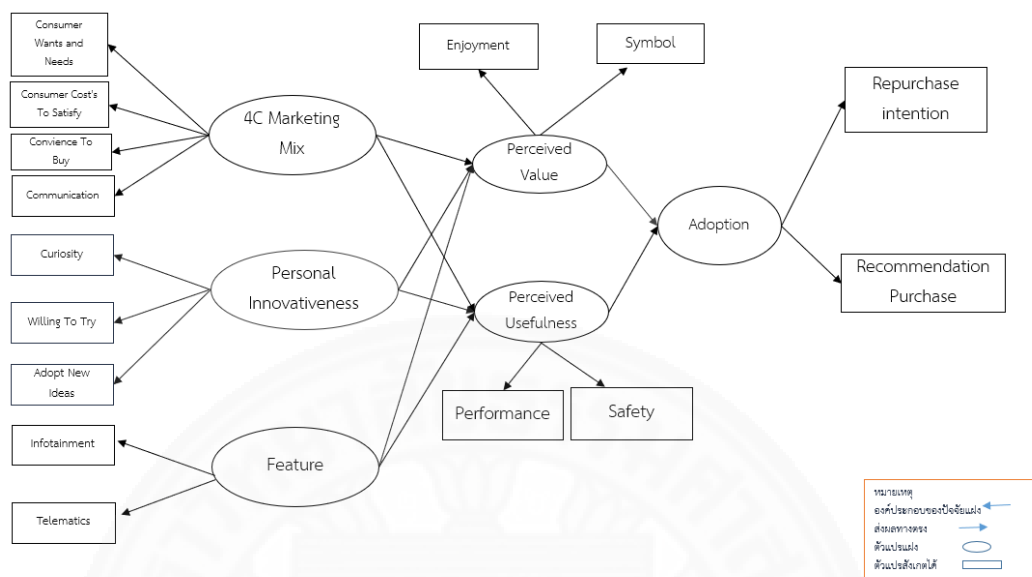 Consumer
Wants and
Needs
Consumer Cost's
To Satisfy
Convience To
Buy
Communication
Curiosity
Willing To Try
Adopt New
Ideas
Infotainment
Telematics
4C Marketing
Mix
Personal
Innovativeness
Feature
Enjoyment
Symbol
Perceived
Value
Perceived
Usefulness
Performance
Safety
Adoption
Repurchase
intention
Recommendation
Purchase
หมายเหตุ
องค์ประกอบของปัจจัยแฝง
ส่งผลทางตรง
ตัวแปรแฝง
ตัวแปรสังเกตได้